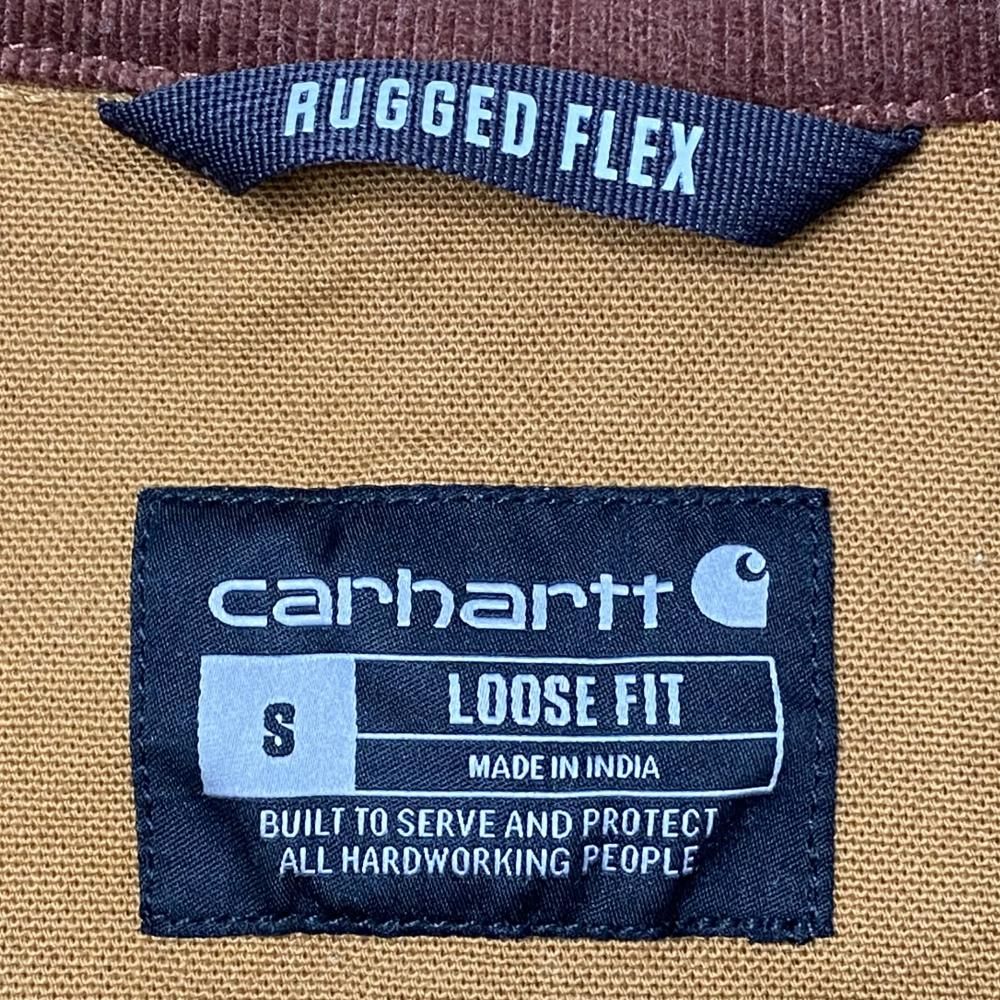 RUGGED FLEX
carhartt
S
LOOSE FIT
MADE IN INDIA
BUILT TO SERVE AND PROTECT
ALL HARDWORKING PEOPLE